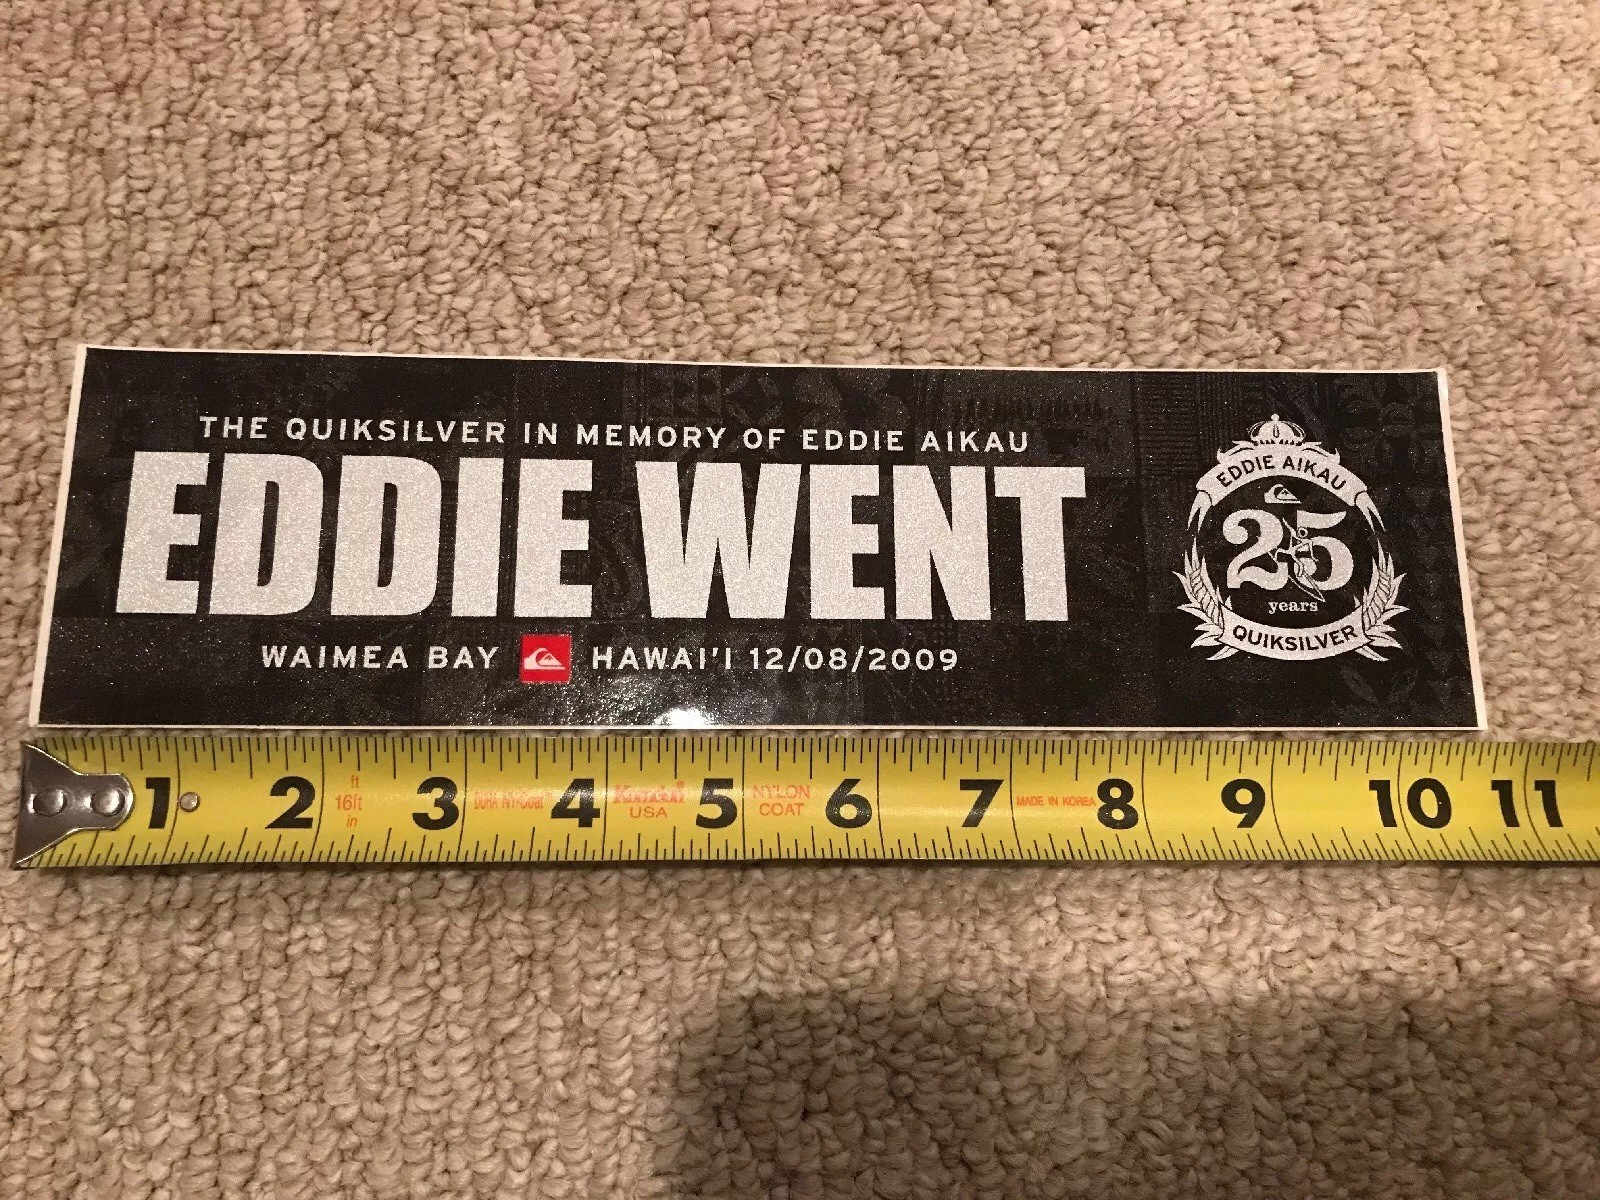 THE QUIKSILVER IN MEMORY OF EDDIE AIKAU
EDDIE WENT
WAIMEA BAY HAWAI'I 12/08/2009
EDDIE AIKAU
25
years
QUIKSILVER
1 2 3 4 5 6 7 8 9 10 11
ft
16ft
in
USA
NYLON
COAT
MADE IN KOREA